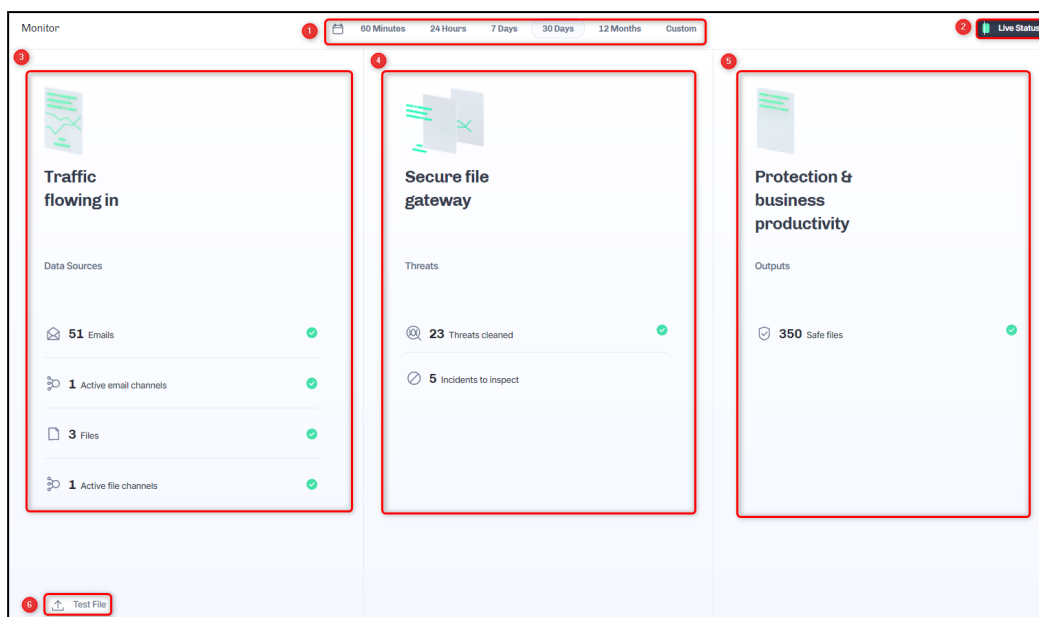 Monitor
1
60 Minutes 24 Hours 7 Days 30 Days 12 Months Custom
2
Live Status
3
Traffic
flowing in
Data Sources
51 Emails
1 Active email channels
3 Files
1 Active file channels
4
Secure file
gateway
Threats
23 Threats cleaned
5 Incidents to inspect
5
Protection &
business
productivity
Outputs
350 Safe files
6
Test File